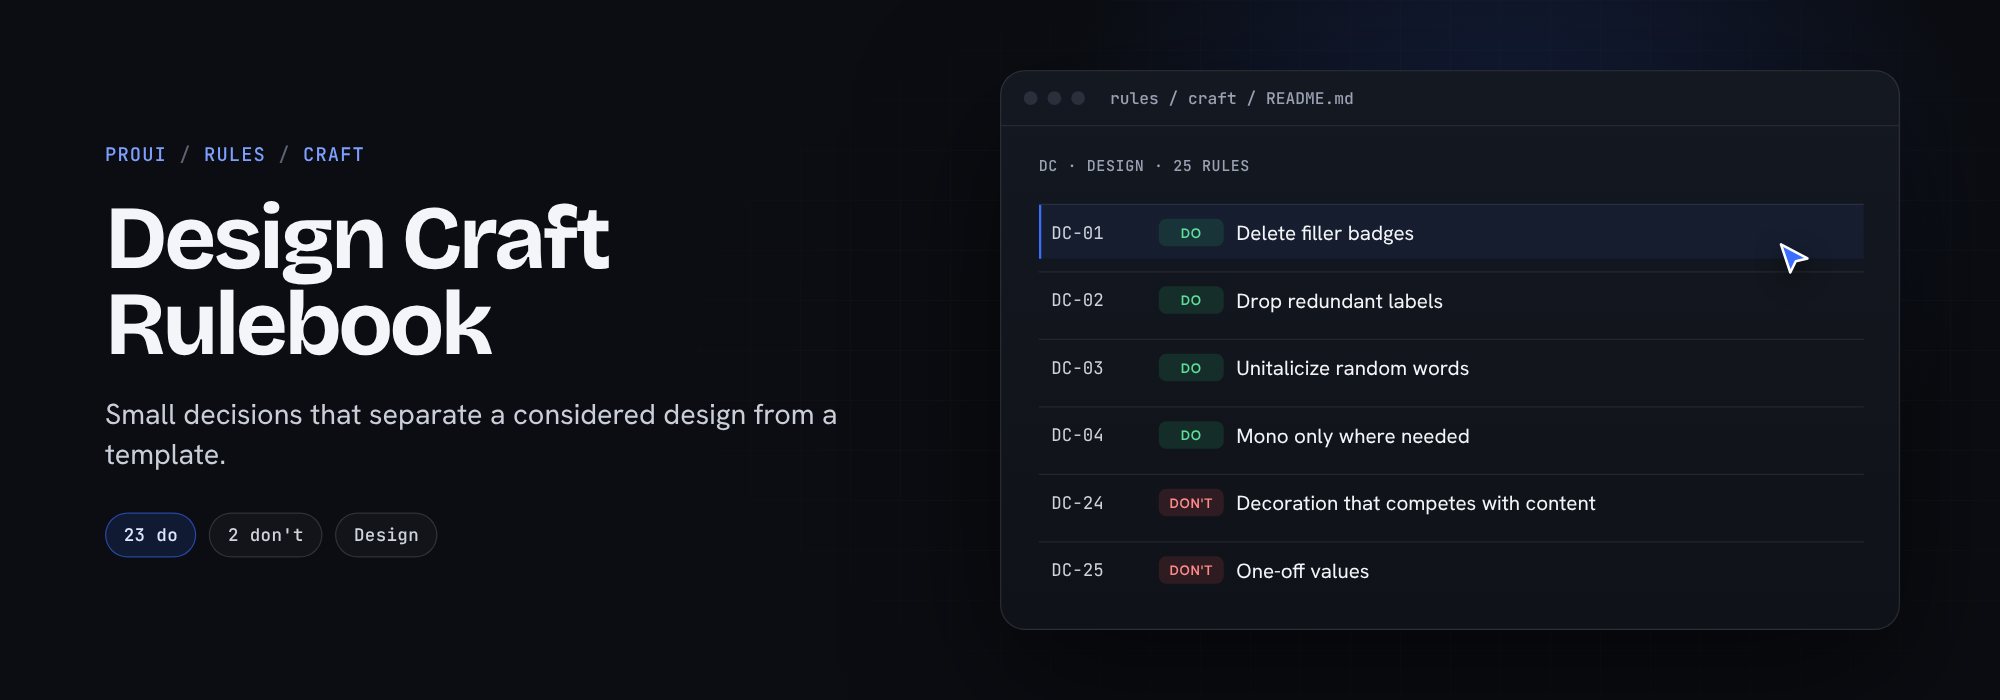 PROUI / RULES / CRAFT
Design Craft
Rulebook
Small decisions that separate a considered design from a
template.
23 do
2 don't
Design
rules / craft / README.md
DC · DESIGN · 25 RULES
DC-01 DO Delete filler badges
DC-02 DO Drop redundant labels
DC-03 DO Unitalicize random words
DC-04 DO Mono only where needed
DC-24 DON'T Decoration that competes with content
DC-25 DON'T One-off values